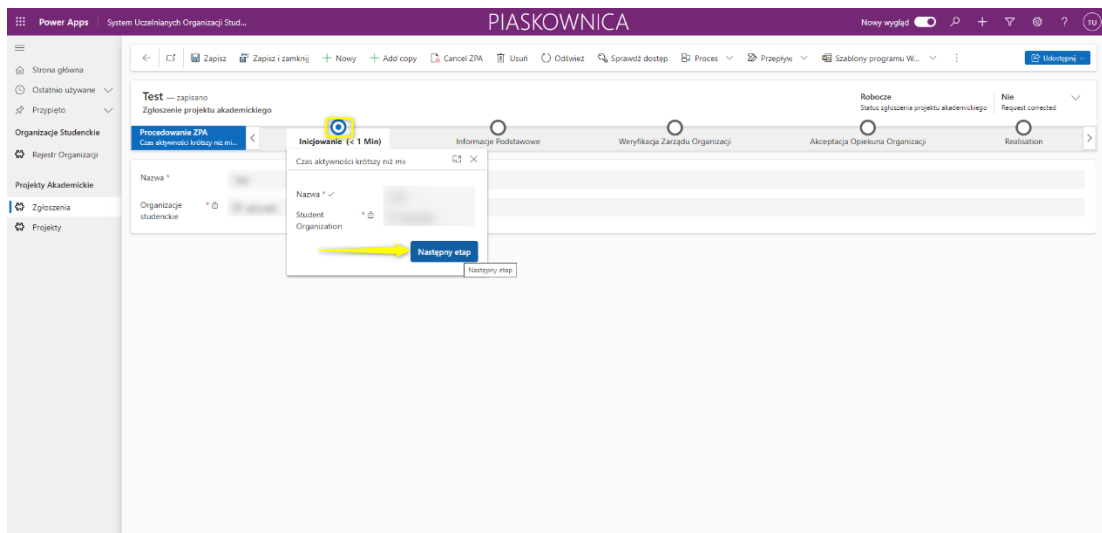 Power Apps System Uczelnianych Organizacji Stud... PIASKOWNICA Nowy wygląd ? TU
Zapisz Zapisz i zamknij Nowy Add copy Cancel ZPA Usuń Odśwież Sprawdź dostęp Proces Przepływ Szablony programu W... Udostępnij
Strona główna
Ostatnio używane
Przypięto
Organizacje Studenckie
Rejestr Organizacji
Projekty Akademickie
Zgłoszenia
Projekty
Test — zapisano
Zgłoszenie projektu akademickiego
Robocze
Status zgłoszenie projektu akademickiego
Nie
Request corrected
Procedowanie ZPA
Czas aktywności krótszy niż mi...
Inicjowanie (< 1 Min) Informacje Podstawowe Weryfikacja Zarządu Organizacji Akceptacja Opiekuna Organizacji Realisation
Nazwa *
Organizacje studenckie *
Czas aktywności krótszy niż mi
Nazwa *
Student Organization *
Następny etap
Następny etap